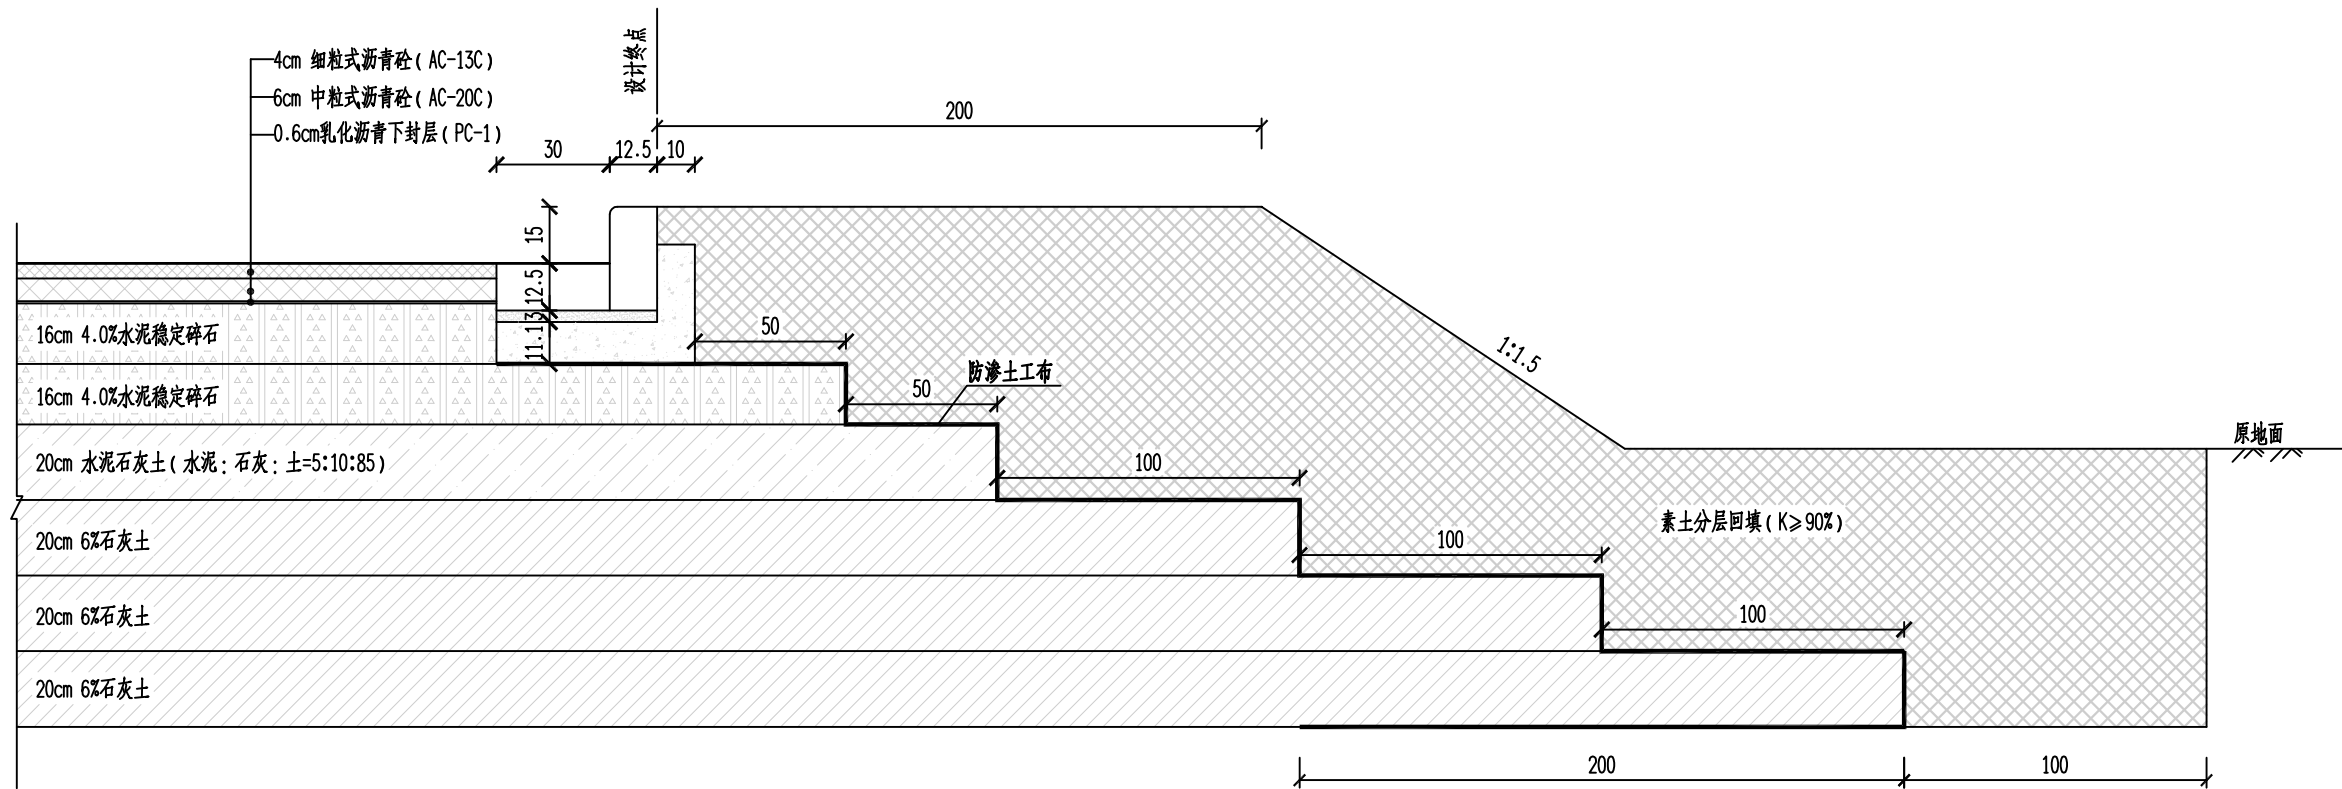 设计终点
4cm 细粒式沥青砼(AC-13C)
6cm 中粒式沥青砼(AC-20C)
0.6cm乳化沥青下封层(PC-1)
200
30
12.5
10
15
12.5
3
11.1
16cm 4.0%水泥稳定碎石
50
1:1.5
防渗土工布
16cm 4.0%水泥稳定碎石
50
原地面
20cm 水泥石灰土(水泥:石灰:土=5:10:85)
100
素土分层回填(K≥90%)
20cm 6%石灰土
100
20cm 6%石灰土
100
20cm 6%石灰土
200
100